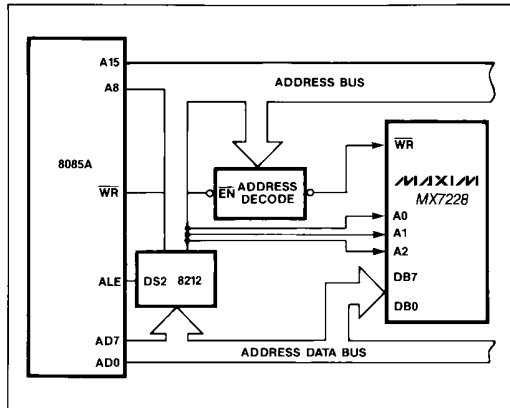 A15
ADDRESS BUS
A8
8085A
WR
EN ADDRESS
DECODE
WR
MAXIM
MX7228
A0
A1
A2
DB7
DB0
ALE
DS2 8212
AD7
AD0
ADDRESS DATA BUS